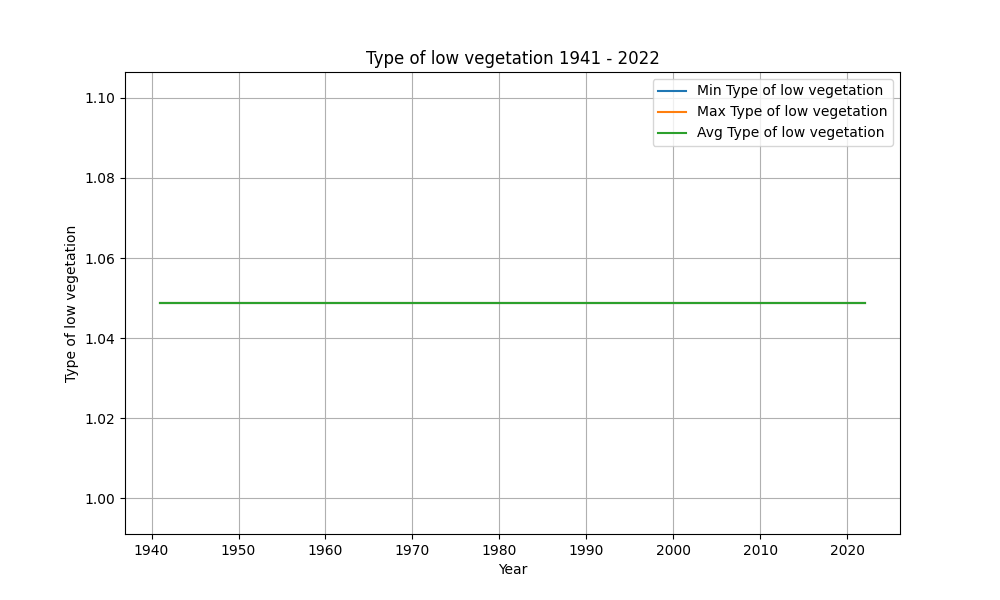 Type of low vegetation 1941 - 2022
Min Type of low vegetation
Max Type of low vegetation
Avg Type of low vegetation
Type of low vegetation
1.10
1.08
1.06
1.04
1.02
1.00
1940 1950 1960 1970 1980 1990 2000 2010 2020
Year